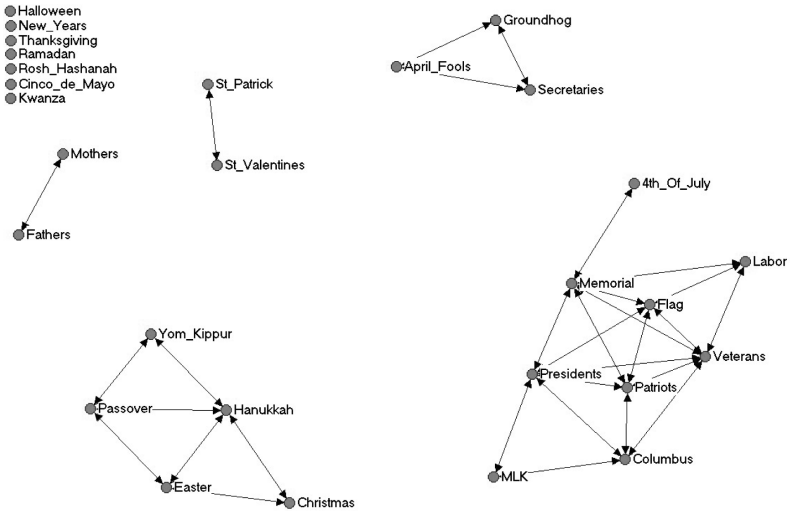 Halloween
New_Years
Thanksgiving
Ramadan
Rosh_Hashanah
Cinco_de_Mayo
Kwanza
Groundhog
April_Fools
St_Patrick
Secretaries
Mothers
St_Valentines
4th_Of_July
Fathers
Labor
Memorial
Flag
Yom_Kippur
Veterans
Presidents
Patriots
Passover
Hanukkah
Columbus
MLK
Easter
Christmas